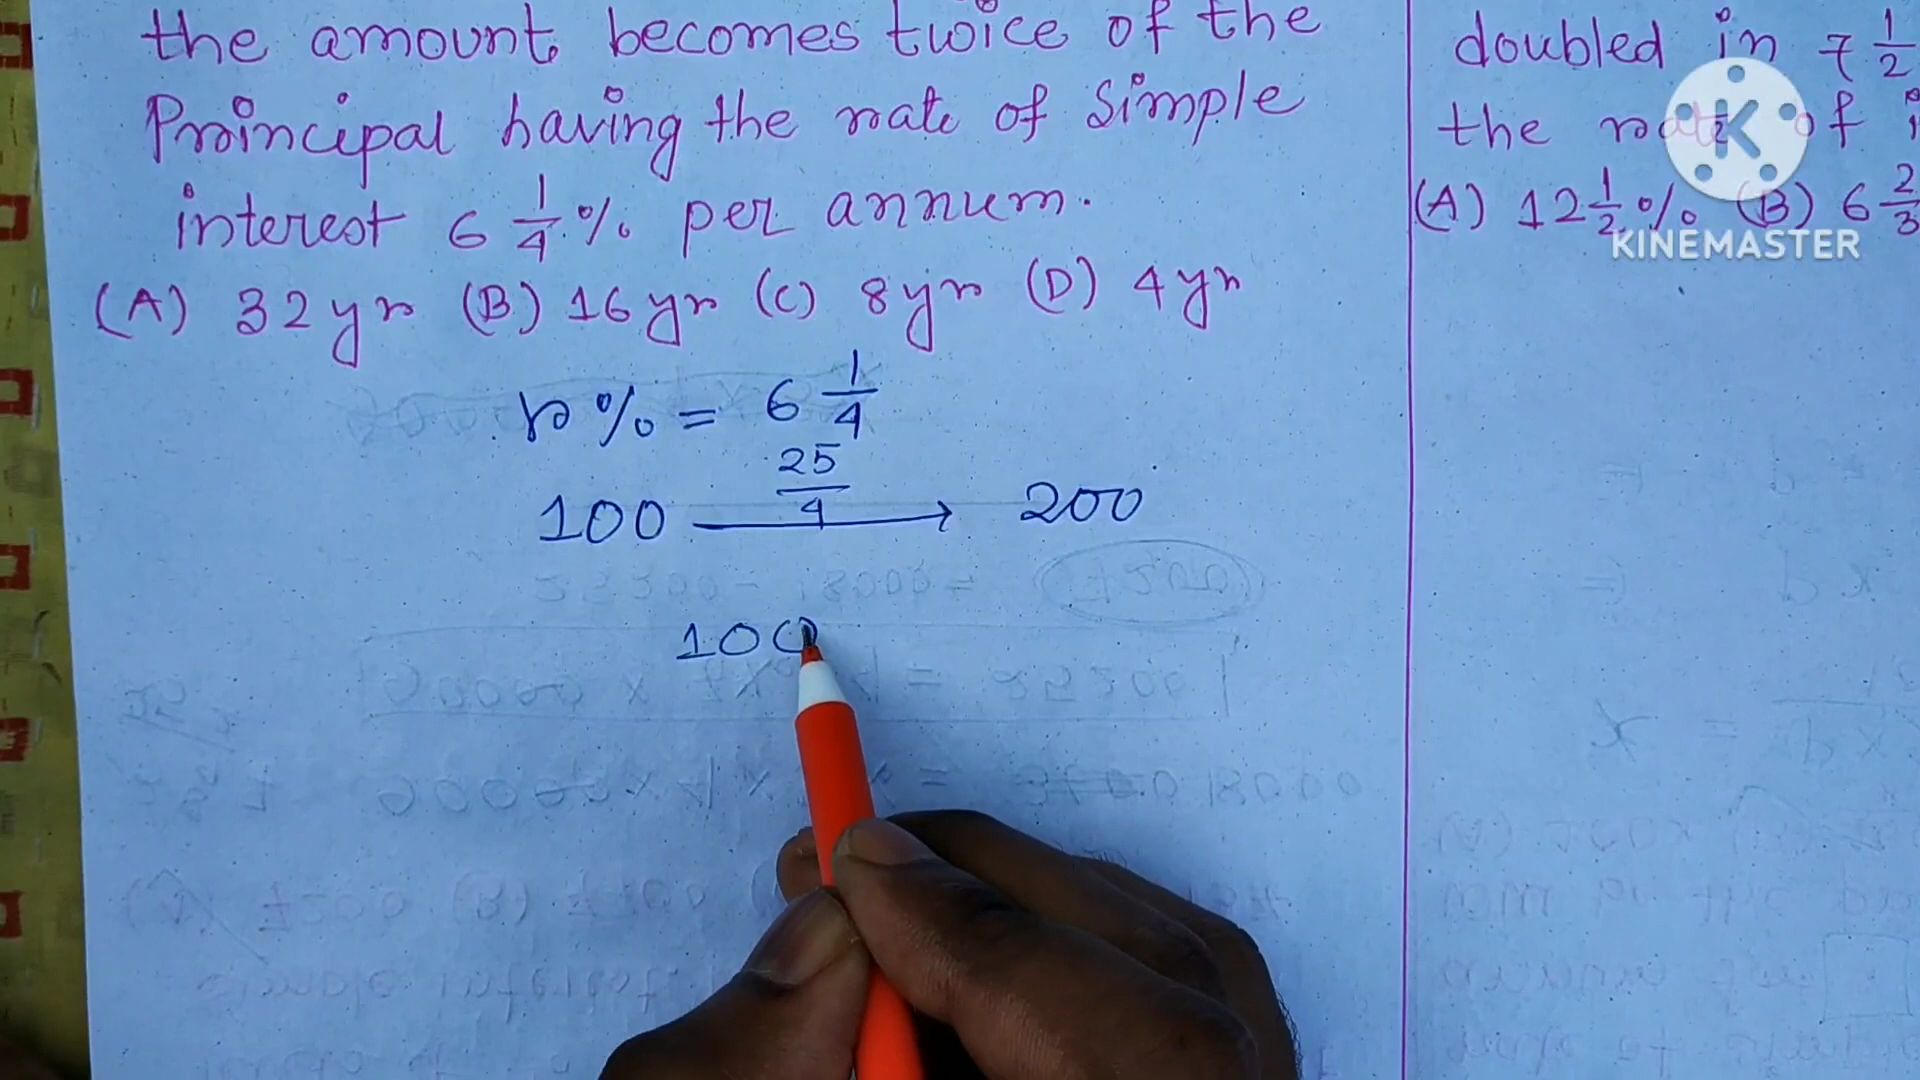 the amount becomes twice of the
Principal having the rate of simple
interest 6 1/4 % per annum.
(A) 32 yr (B) 16 yr (C) 8 yr (D) 4 yr
r% = 6 1/4
25/4
100 → 200
100
doubled in 7 1/2
the rate of
(A) 12 1/2 % (B) 6 2/3
K
KINEMASTER